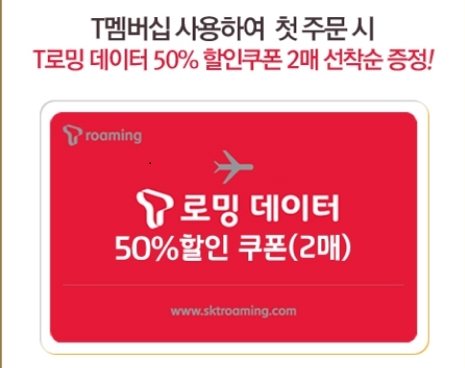 T멤버십 사용하여 첫 주문 시
T로밍 데이터 50% 할인쿠폰 2매 선착순 증정!
T roaming
T 로밍 데이터
50%할인 쿠폰(2매)
www.sktroaming.com